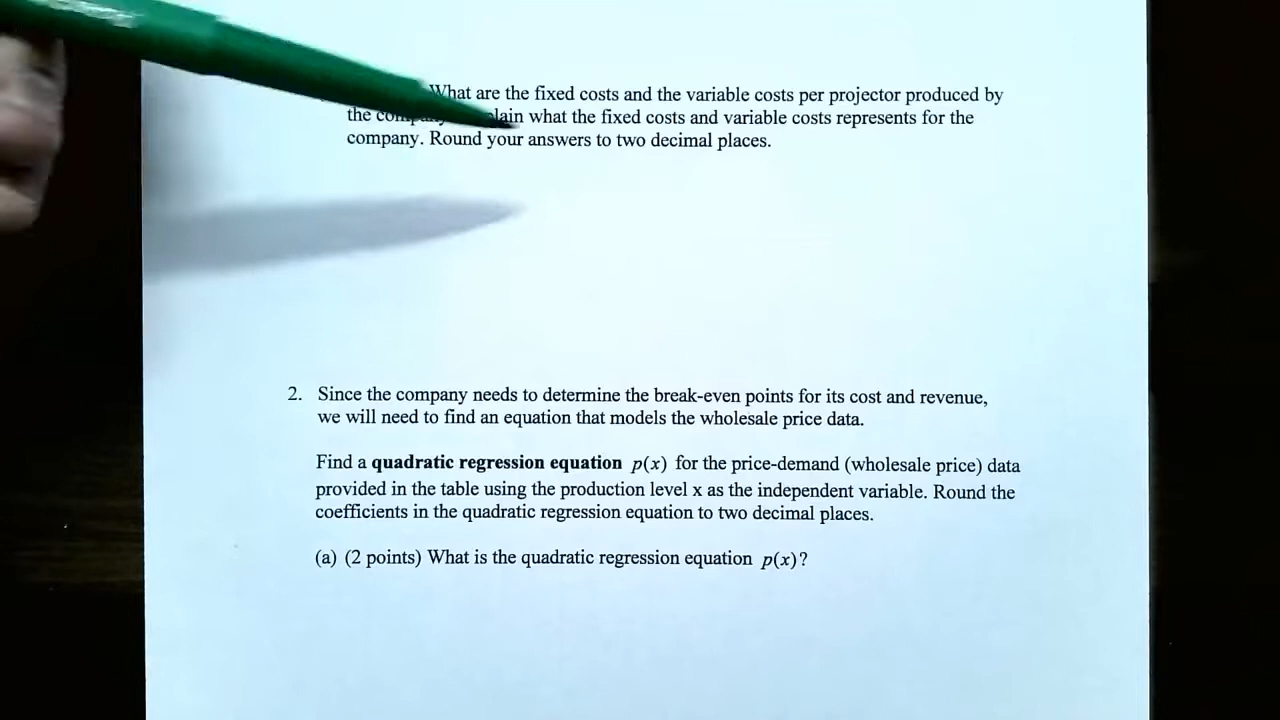 What are the fixed costs and the variable costs per projector produced by
the what the fixed costs and variable costs represents for the
company. Round your answers to two decimal places.
2. Since the company needs to determine the break-even points for its cost and revenue,
we will need to find an equation that models the wholesale price data.
Find a quadratic regression equation p(x) for the price-demand (wholesale price) data
provided in the table using the production level x as the independent variable. Round the
coefficients in the quadratic regression equation to two decimal places.
(a) (2 points) What is the quadratic regression equation p(x)?